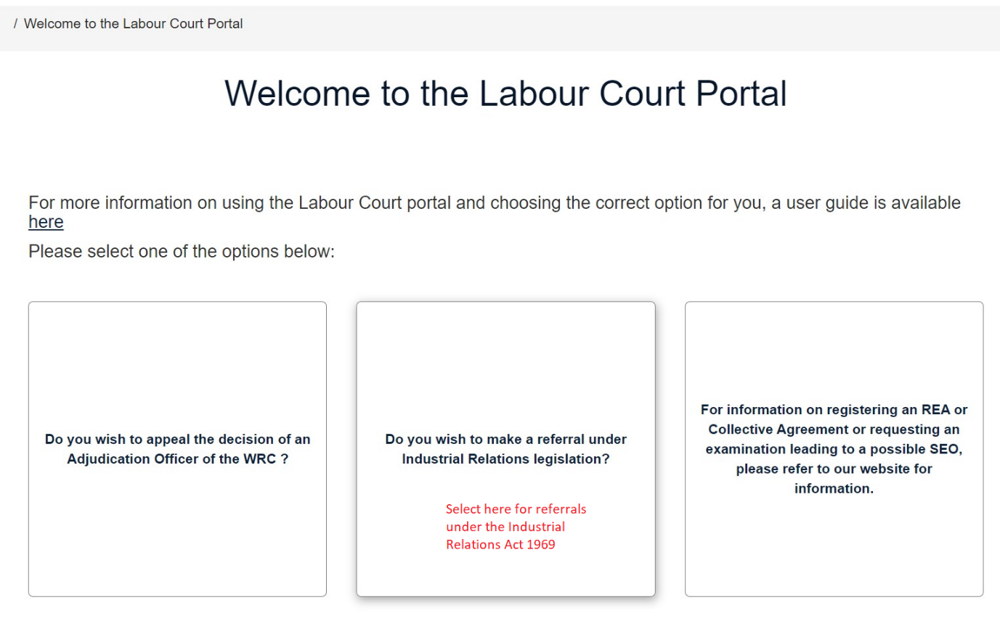 / Welcome to the Labour Court Portal
Welcome to the Labour Court Portal
For more information on using the Labour Court portal and choosing the correct option for you, a user guide is available
here
Please select one of the options below:
Do you wish to appeal the decision of an
Adjudication Officer of the WRC ?
Do you wish to make a referral under
Industrial Relations legislation?
Select here for referrals
under the Industrial
Relations Act 1969
For information on registering an REA or
Collective Agreement or requesting an
examination leading to a possible SEO,
please refer to our website for
information.